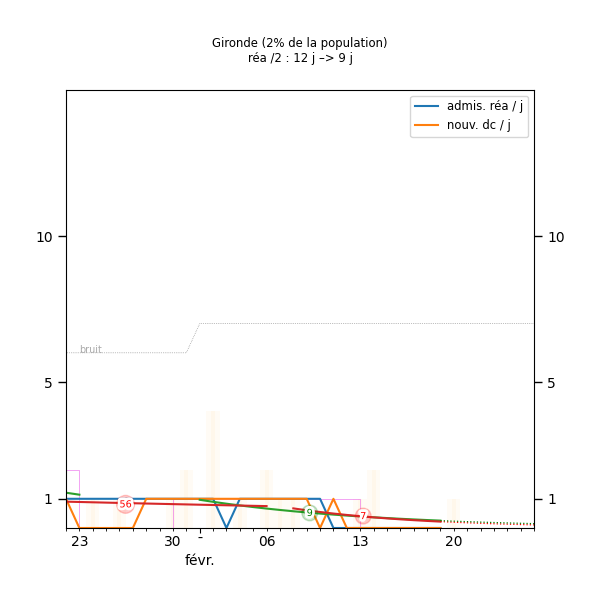 Gironde (2% de la population)
réa /2 : 12 j –> 9 j
admis. réa / j
nouv. dc / j
10
10
bruit
5
5
1
1
56
9
7
23
30
-
06
13
20
févr.